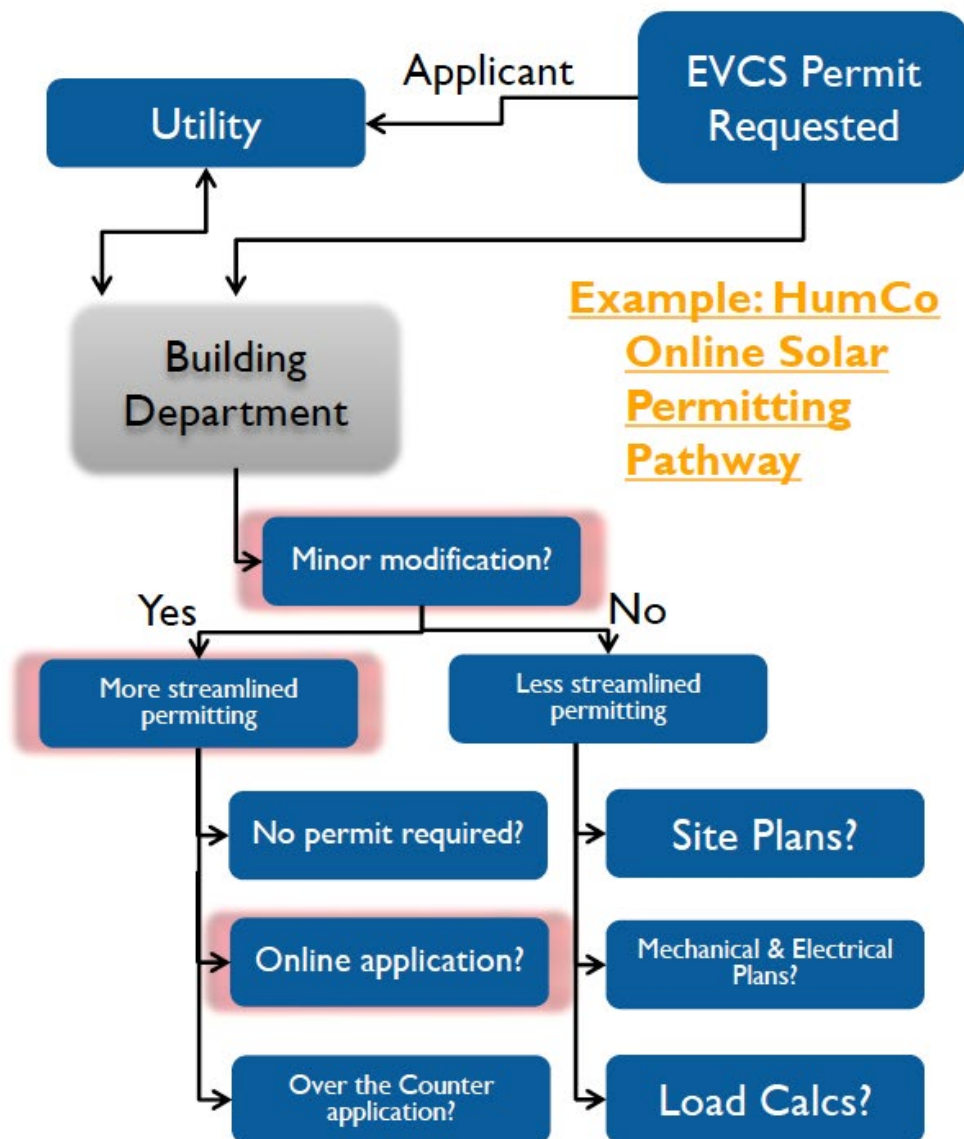 Applicant
EVCS Permit
Requested
Utility
Building
Department
Example: HumCo
Online Solar
Permitting
Pathway
Minor modification?
Yes
No
More streamlined
permitting
Less streamlined
permitting
No permit required?
Site Plans?
Online application?
Mechanical & Electrical
Plans?
Over the Counter
application?
Load Calcs?